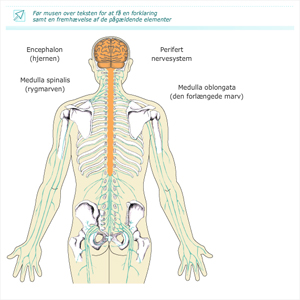 Før musen over teksten for at få en forklaring
samt en fremhævelse af de pågældende elementer
Encephalon
(hjernen)
Perifert
nervesystem
Medulla spinalis
(rygmarven)
Medulla oblongata
(den forlængede marv)